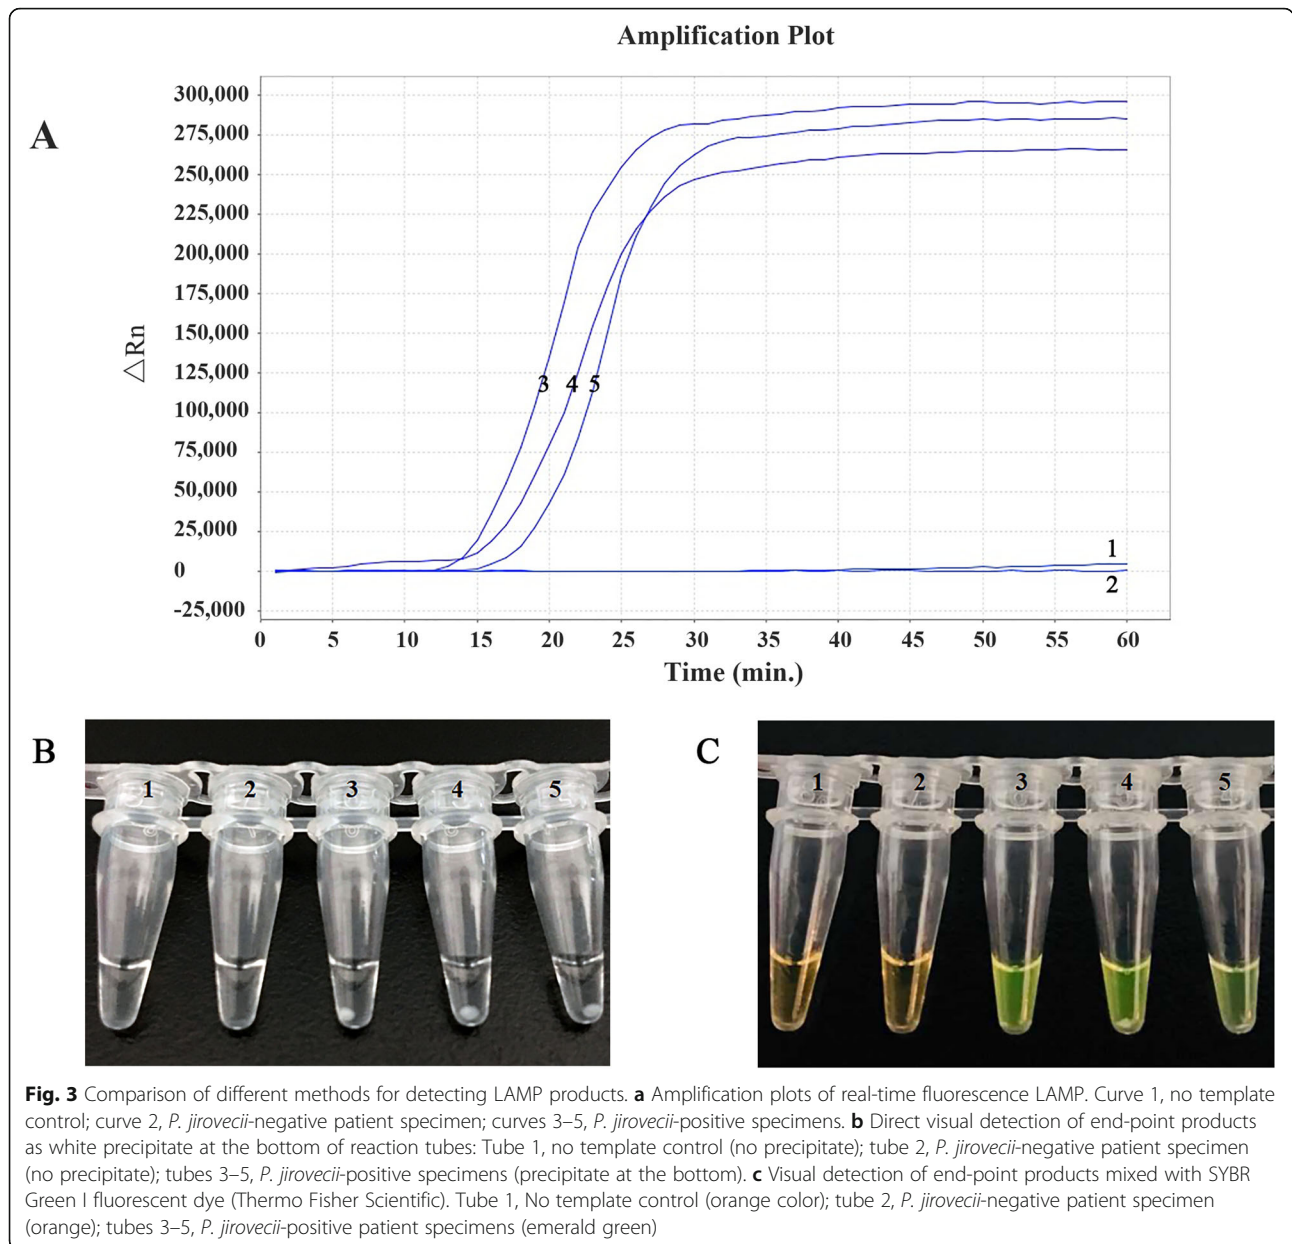 Amplification Plot
A
300,000
275,000
250,000
225,000
200,000
175,000
150,000
125,000
100,000
75,000
50,000
25,000
0
-25,000
△Rn
3 4 5
1
2
0 5 10 15 20 25 30 35 40 45 50 55 60
Time (min.)
B
1 2 3 4 5
C
1 2 3 4 5
Fig. 3 Comparison of different methods for detecting LAMP products. a Amplification plots of real-time fluorescence LAMP. Curve 1, no template
control; curve 2, P. jirovecii-negative patient specimen; curves 3–5, P. jirovecii-positive specimens. b Direct visual detection of end-point products
as white precipitate at the bottom of reaction tubes: Tube 1, no template control (no precipitate); tube 2, P. jirovecii-negative patient specimen
(no precipitate); tubes 3–5, P. jirovecii-positive specimens (precipitate at the bottom). c Visual detection of end-point products mixed with SYBR
Green I fluorescent dye (Thermo Fisher Scientific). Tube 1, No template control (orange color); tube 2, P. jirovecii-negative patient specimen
(orange); tubes 3–5, P. jirovecii-positive patient specimens (emerald green)